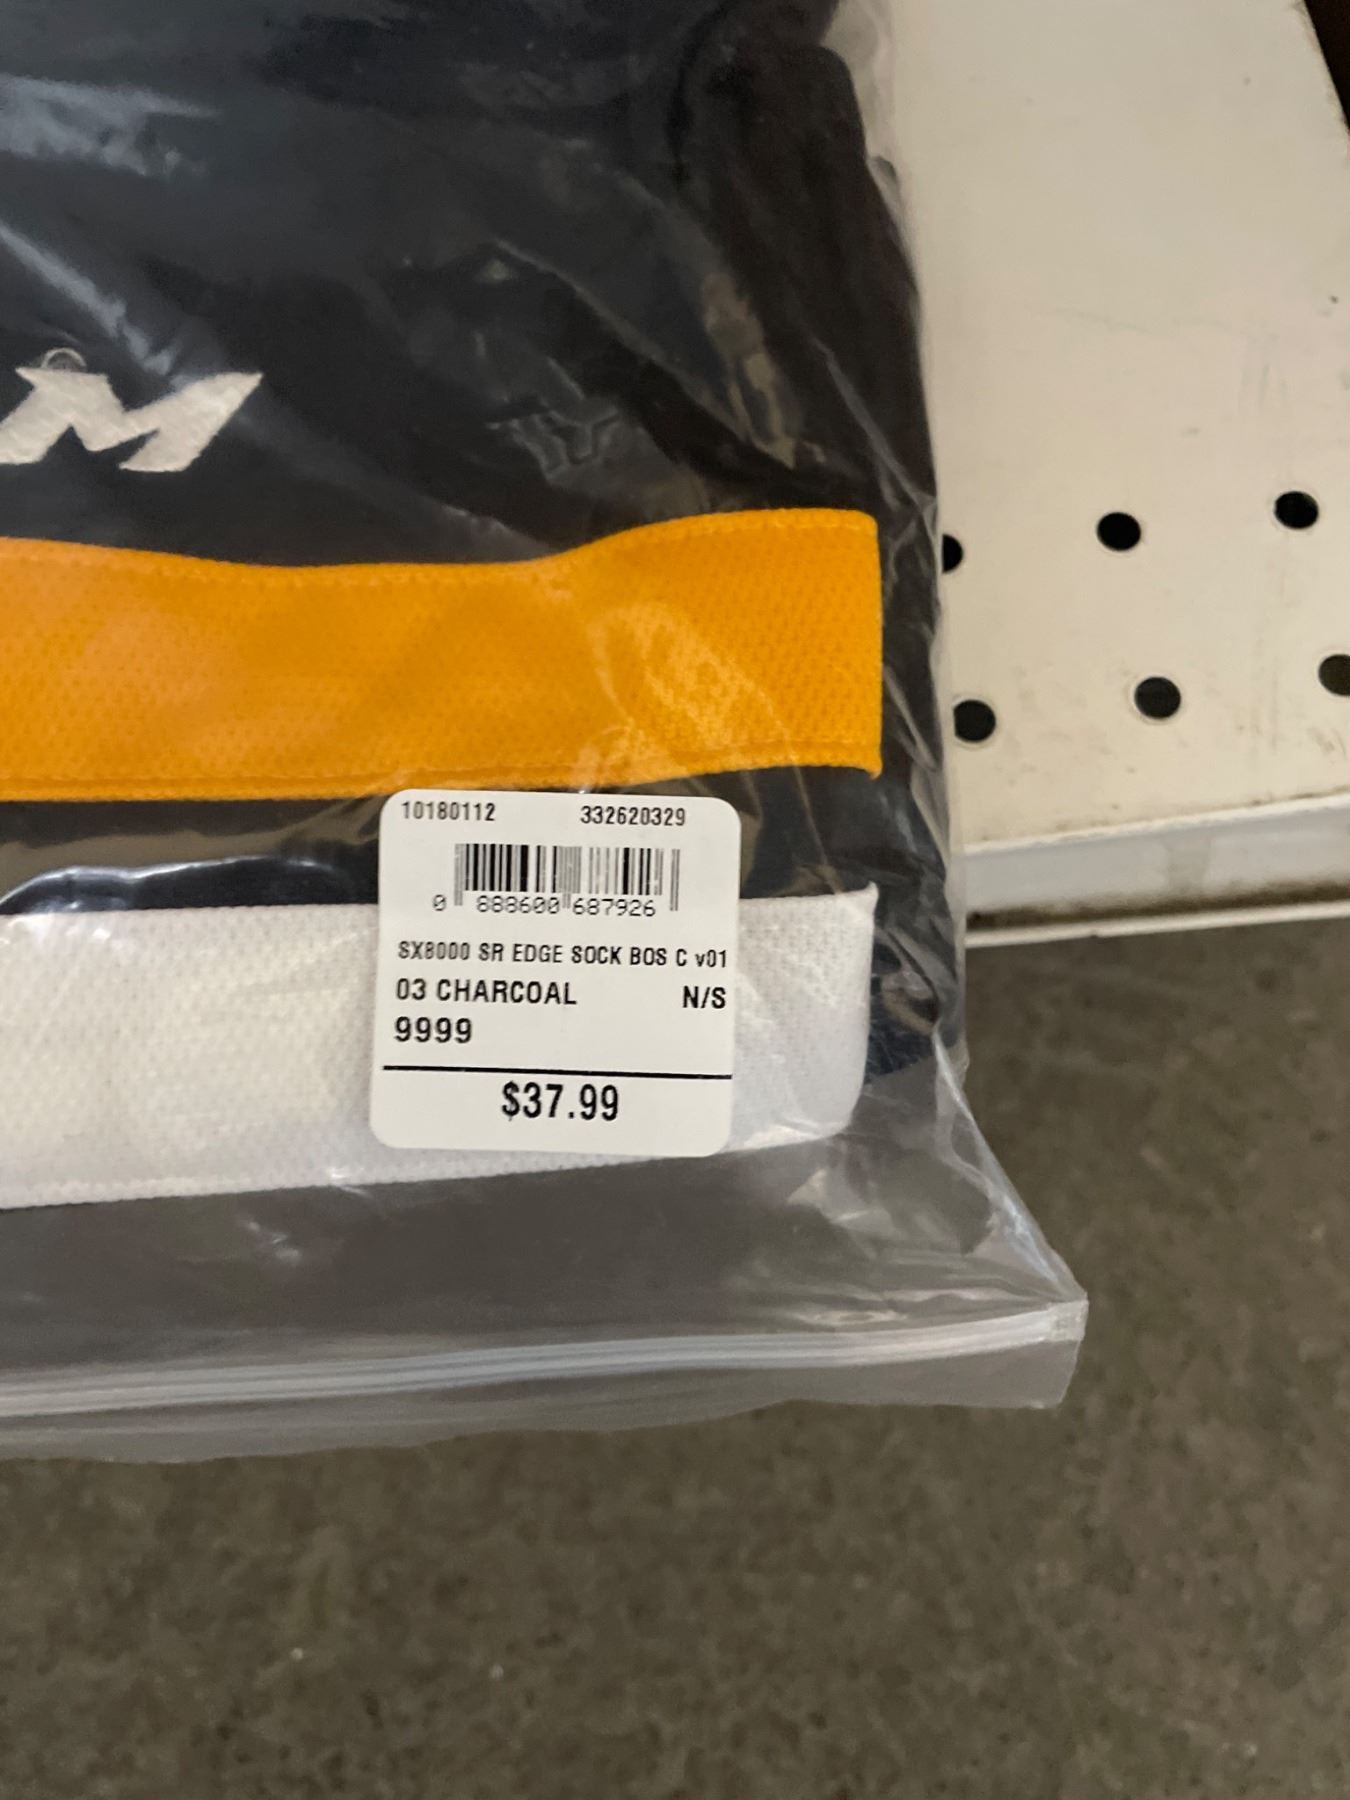 M
10180112 332620329
0 888600 687926
SX8000 SR EDGE SOCK BOS C v01
03 CHARCOAL N/S
9999
$37.99